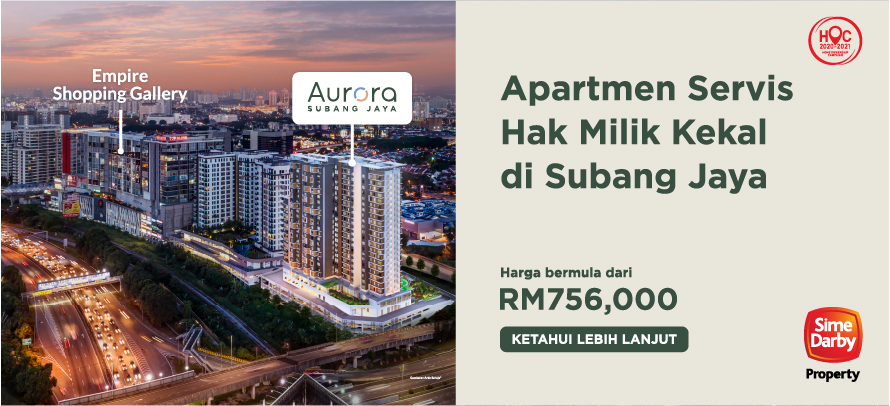 Empire
Shopping Gallery
Aurora
SUBANG JAYA
HOC
2020-2021
Apartmen Servis
Hak Milik Kekal
di Subang Jaya
Harga bermula dari
RM756,000
KETAHUI LEBIH LANJUT
Sime
Darby
Property